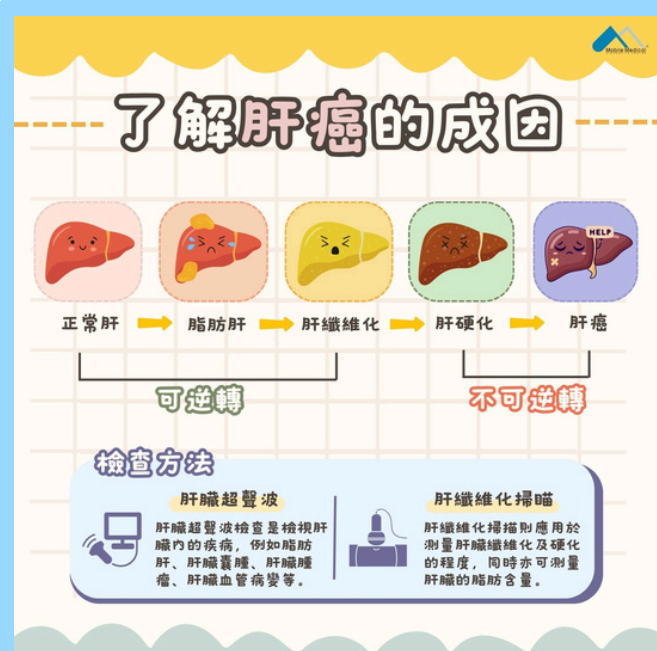 Mobile Medical
了解肝癌的成因
HELP
正常肝
脂肪肝
肝纖維化
肝硬化
肝癌
可逆轉
不可逆轉
檢查方法
肝臟超聲波
肝臟超聲波檢查是檢視肝
臟內的疾病，例如脂肪
肝、肝臟囊腫、肝臟腫
瘤、肝臟血管病變等。
肝纖維化掃瞄
肝纖維化掃描則應用於
測量肝臟纖維化及硬化
的程度，同時亦可測量
肝臟的脂肪含量。